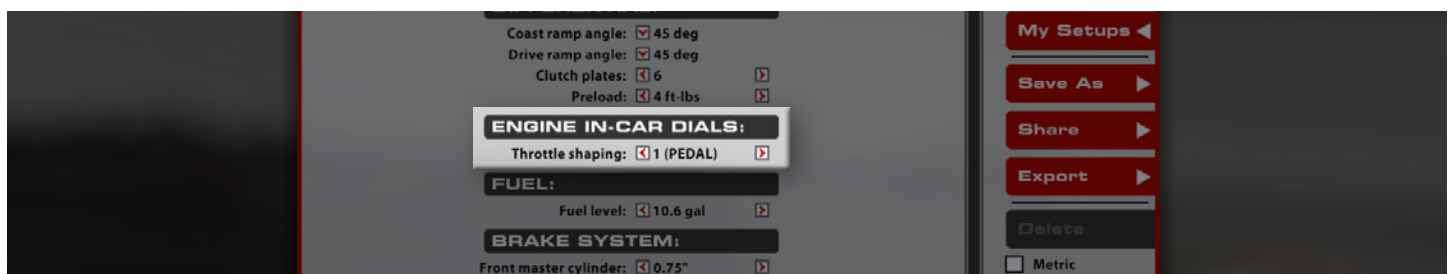 Coast ramp angle: 45 deg
Drive ramp angle: 45 deg
Clutch plates: 6
Preload: 4 ft-lbs
ENGINE IN-CAR DIALS:
Throttle shaping: 1 (PEDAL)
FUEL:
Fuel level: 10.6 gal
BRAKE SYSTEM:
Front master cylinder: 0.75"
My Setups
Save As
Share
Export
Delete
Metric